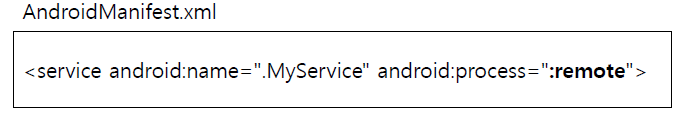 AndroidManifest.xml
<service android:name=".MyService" android:process=":remote">